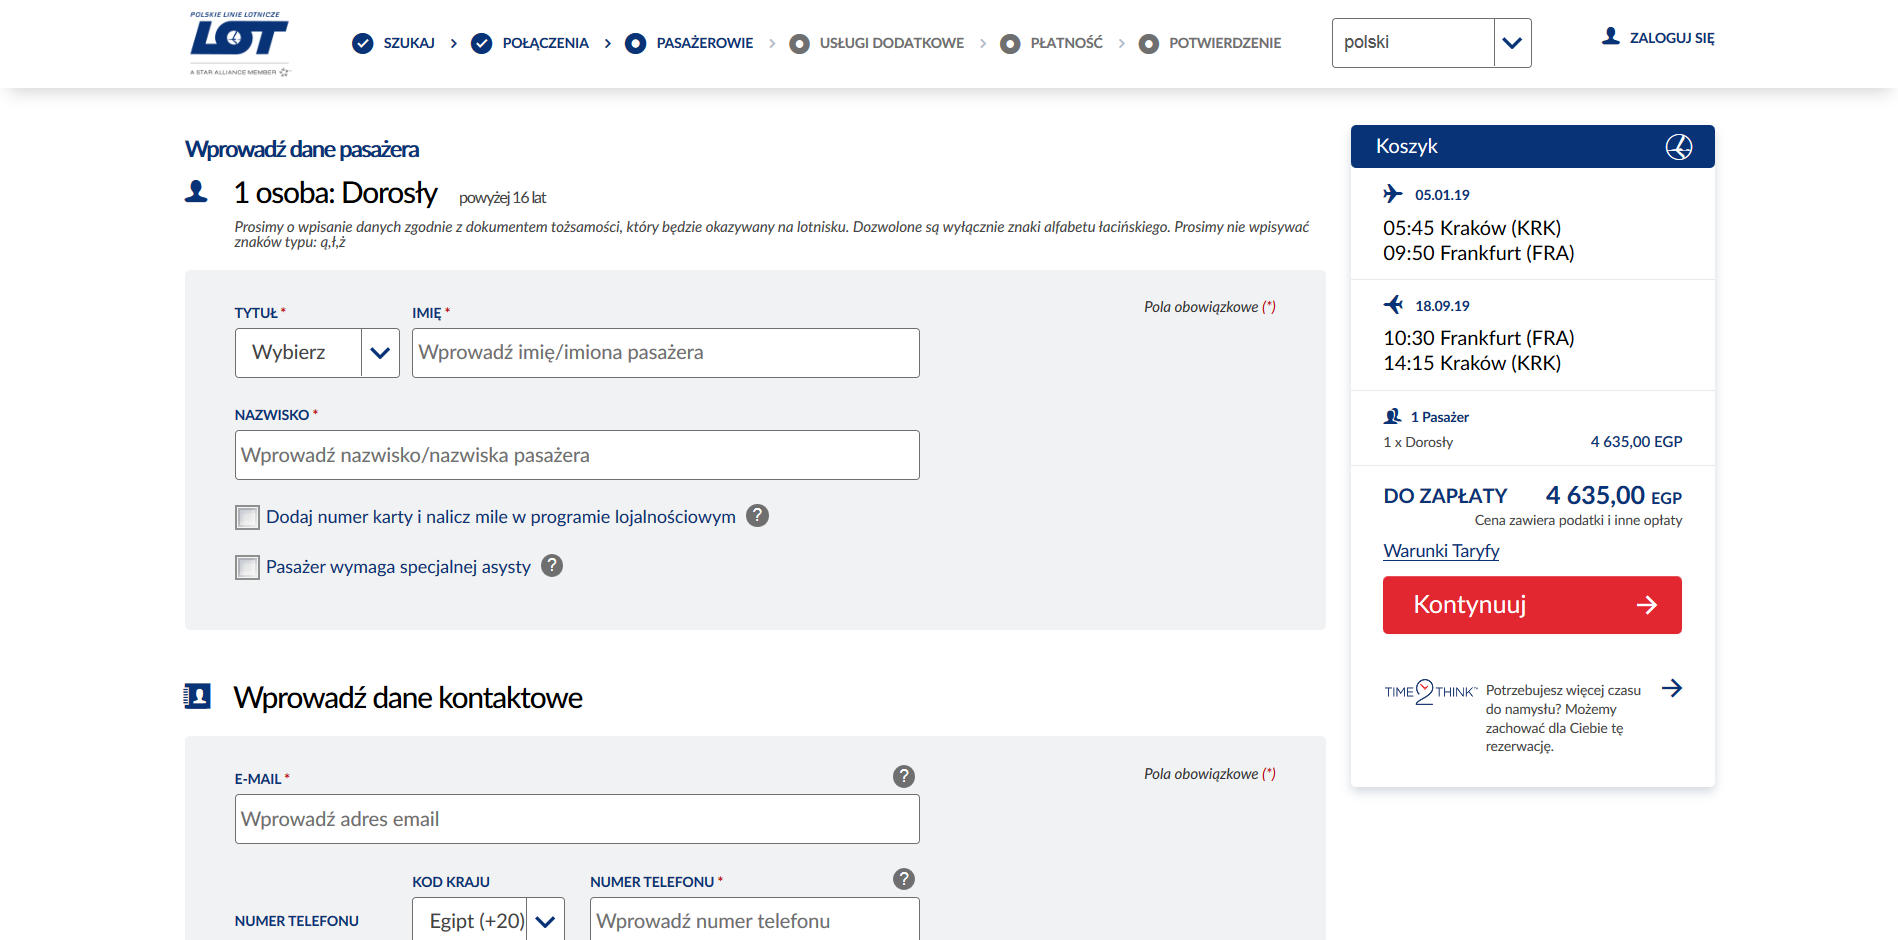 POLSKIE LINIE LOTNICZE
LOT
A STAR ALLIANCE MEMBER
SZUKAJ
POŁĄCZENIA
PASAŻEROWIE
USŁUGI DODATKOWE
PŁATNOŚĆ
POTWIERDZENIE
polski
ZALOGUJ SIĘ
Wprowadź dane pasażera
1 osoba: Dorosły powyżej 16 lat
Prosimy o wpisanie danych zgodnie z dokumentem tożsamości, który będzie okazywany na lotnisku. Dozwolone są wyłącznie znaki alfabetu łacińskiego. Prosimy nie wpisywać
znaków typu: ą,ł,ż
Pola obowiązkowe (*)
TYTUŁ *
IMIĘ *
Wybierz
Wprowadź imię/imiona pasażera
NAZWISKO *
Wprowadź nazwisko/nazwiska pasażera
Dodaj numer karty i nalicz mile w programie lojalnościowym ?
Pasażer wymaga specjalnej asysty ?
Wprowadź dane kontaktowe
Pola obowiązkowe (*)
E-MAIL *
?
Wprowadź adres email
KOD KRAJU
NUMER TELEFONU *
?
NUMER TELEFONU
Egipt (+20)
Wprowadź numer telefonu
Koszyk
05.01.19
05:45 Kraków (KRK)
09:50 Frankfurt (FRA)
18.09.19
10:30 Frankfurt (FRA)
14:15 Kraków (KRK)
1 Pasażer
1 x Dorosły 4 635,00 EGP
DO ZAPŁATY 4 635,00 EGP
Cena zawiera podatki i inne opłaty
Warunki Taryfy
Kontynuuj
TIME2THINK™
Potrzebujesz więcej czasu
do namysłu? Możemy
zachować dla Ciebie tę
rezerwację.